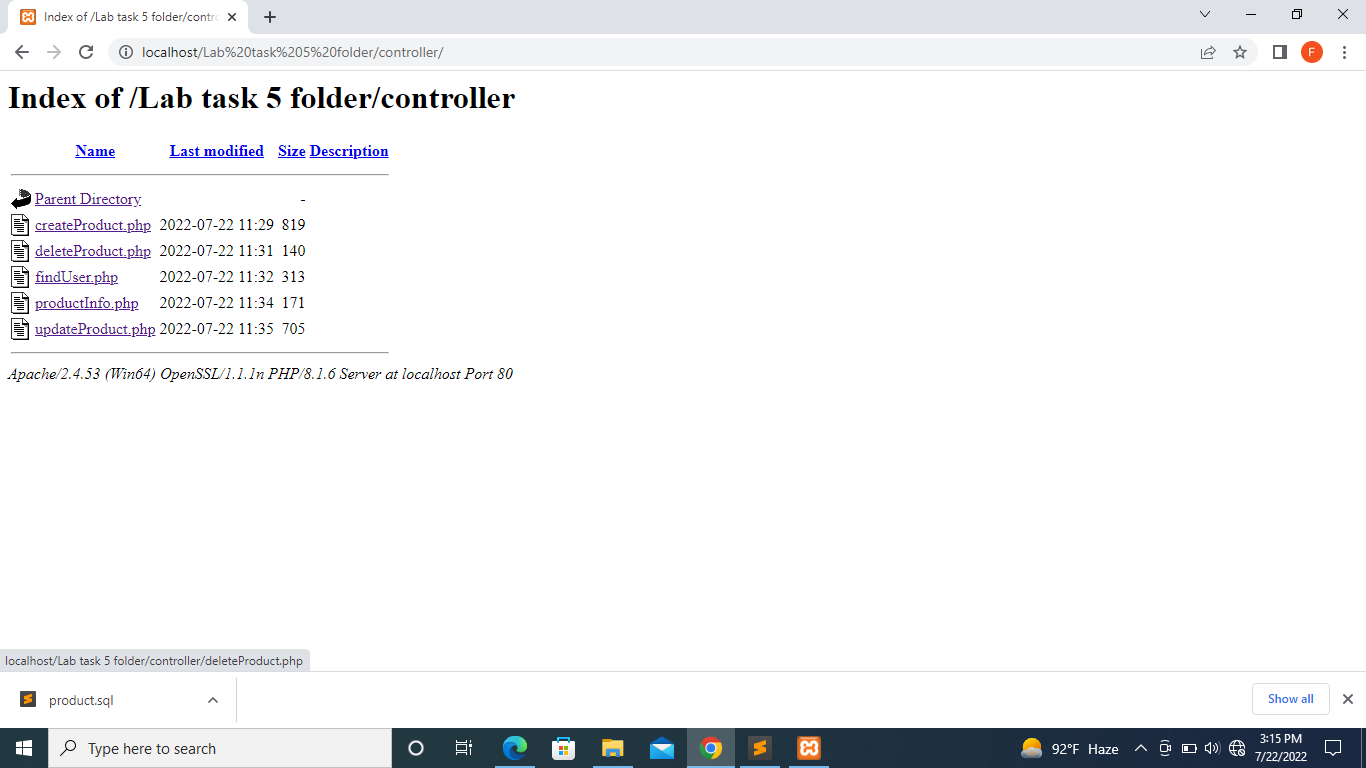 Index of /Lab task 5 folder/contro
localhost/Lab%20task%205%20folder/controller/
F
Index of /Lab task 5 folder/controller
Name Last modified Size Description
Parent Directory -
createProduct.php 2022-07-22 11:29 819
deleteProduct.php 2022-07-22 11:31 140
findUser.php 2022-07-22 11:32 313
productInfo.php 2022-07-22 11:34 171
updateProduct.php 2022-07-22 11:35 705
Apache/2.4.53 (Win64) OpenSSL/1.1.1n PHP/8.1.6 Server at localhost Port 80
localhost/Lab task 5 folder/controller/deleteProduct.php
product.sql
Show all
Type here to search
92°F Haze
3:15 PM
7/22/2022